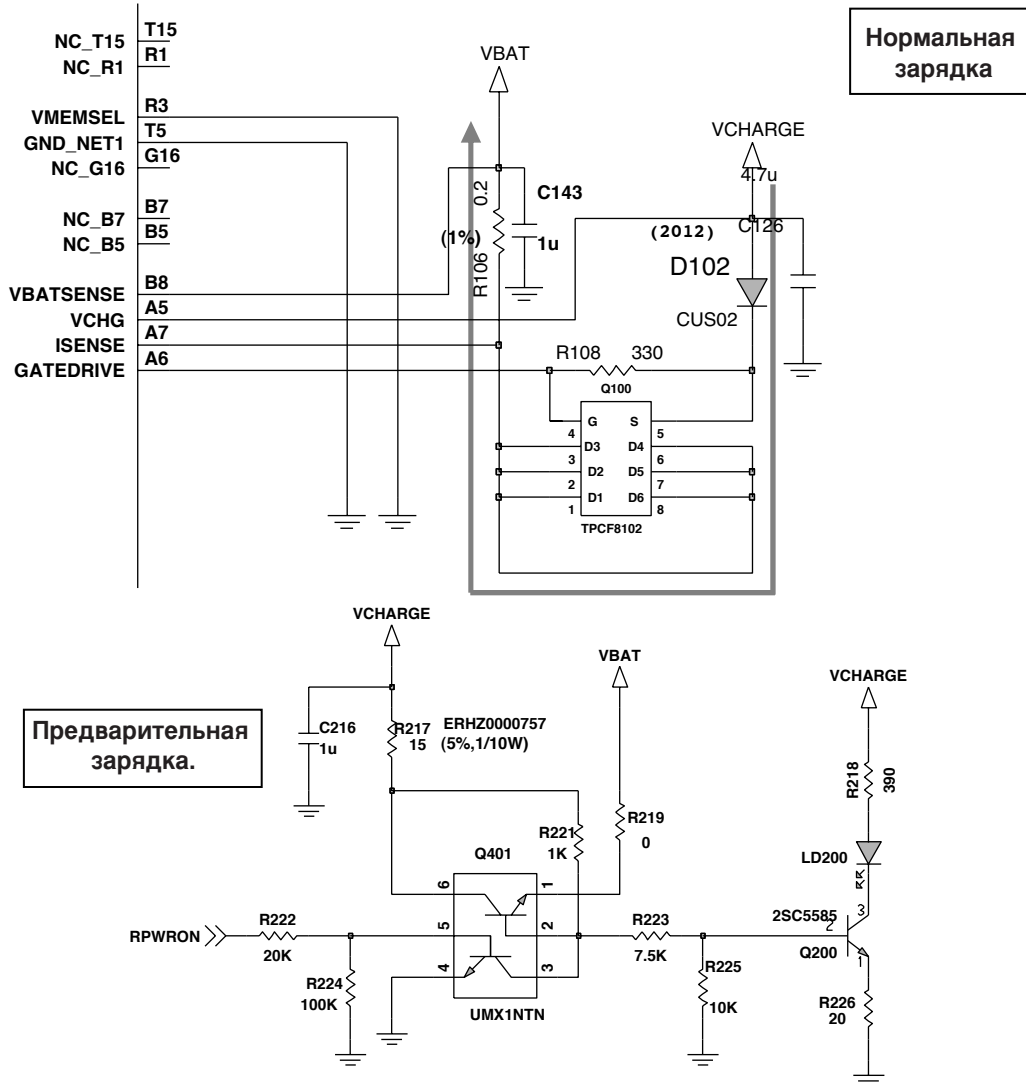 Нормальная
зарядка
NC_T15 T15
NC_R1 R1
VMEMSEL R3
GND_NET1 T5
NC_G16 G16
NC_B7 B7
NC_B5 B5
VBATSENSE B8
VCHG A5
ISENSE A7
GATEDRIVE A6
VBAT
0.2
(1%)
R106
C143
1u
VCHARGE
4.7u
C126
(2012)
D102
CUS02
R108 330
Q100
G S
4 5
D3 D4
3 6
D2 D5
2 7
D1 D6
1 8
TPCF8102
Предварительная
зарядка.
VCHARGE
C216
1u
R217
15
ERHZ0000757
(5%,1/10W)
VBAT
R219
0
R221
1K
Q401
6 1
5 2
4 3
UMX1NTN
RPWRON
R222
20K
R224
100K
R223
7.5K
R225
10K
VCHARGE
R218
390
LD200
2SC5585
3
2
1
Q200
R226
20